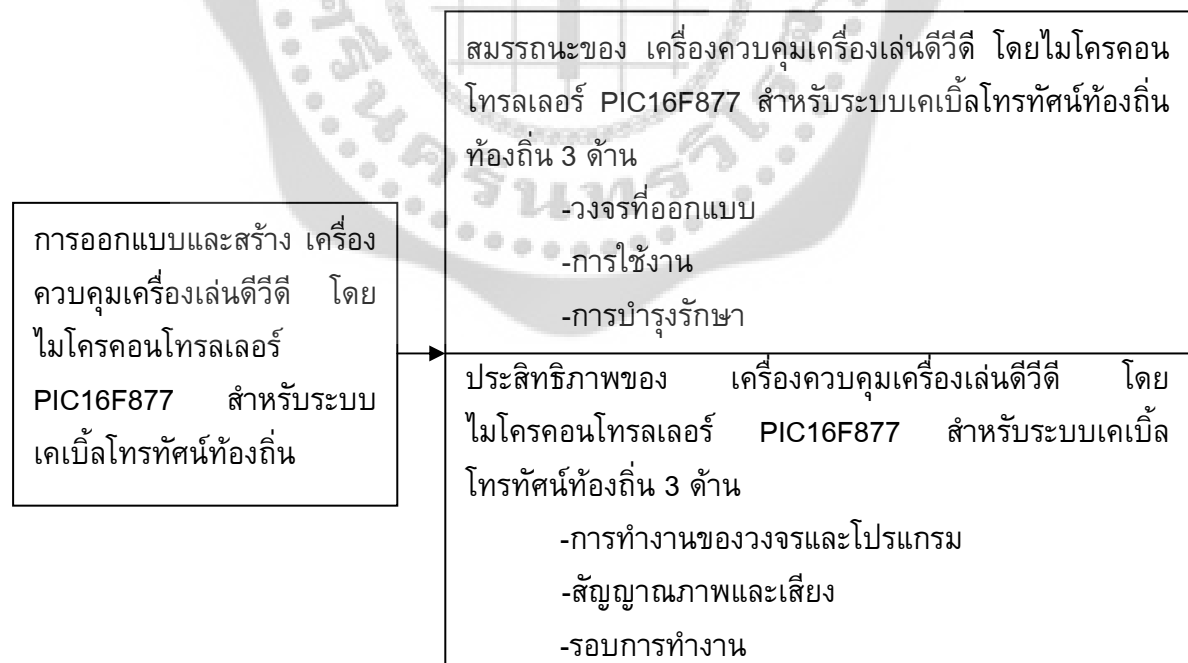 การออกแบบและสร้าง เครื่อง
ควบคุมเครื่องเล่นดีวีดี โดย
ไมโครคอนโทรลเลอร์
PIC16F877 สำหรับระบบ
เคเบิ้ลโทรทัศน์ท้องถิ่น
สมรรถนะของ เครื่องควบคุมเครื่องเล่นดีวีดี โดยไมโครคอน
โทรลเลอร์ PIC16F877 สำหรับระบบเคเบิ้ลโทรทัศน์ท้องถิ่น
ท้องถิ่น 3 ด้าน
-วงจรที่ออกแบบ
-การใช้งาน
-การบำรุงรักษา
ประสิทธิภาพของ เครื่องควบคุมเครื่องเล่นดีวีดี โดย
ไมโครคอนโทรลเลอร์ PIC16F877 สำหรับระบบเคเบิ้ล
โทรทัศน์ท้องถิ่น 3 ด้าน
-การทำงานของวงจรและโปรแกรม
-สัญญาณภาพและเสียง
-รอบการทำงาน